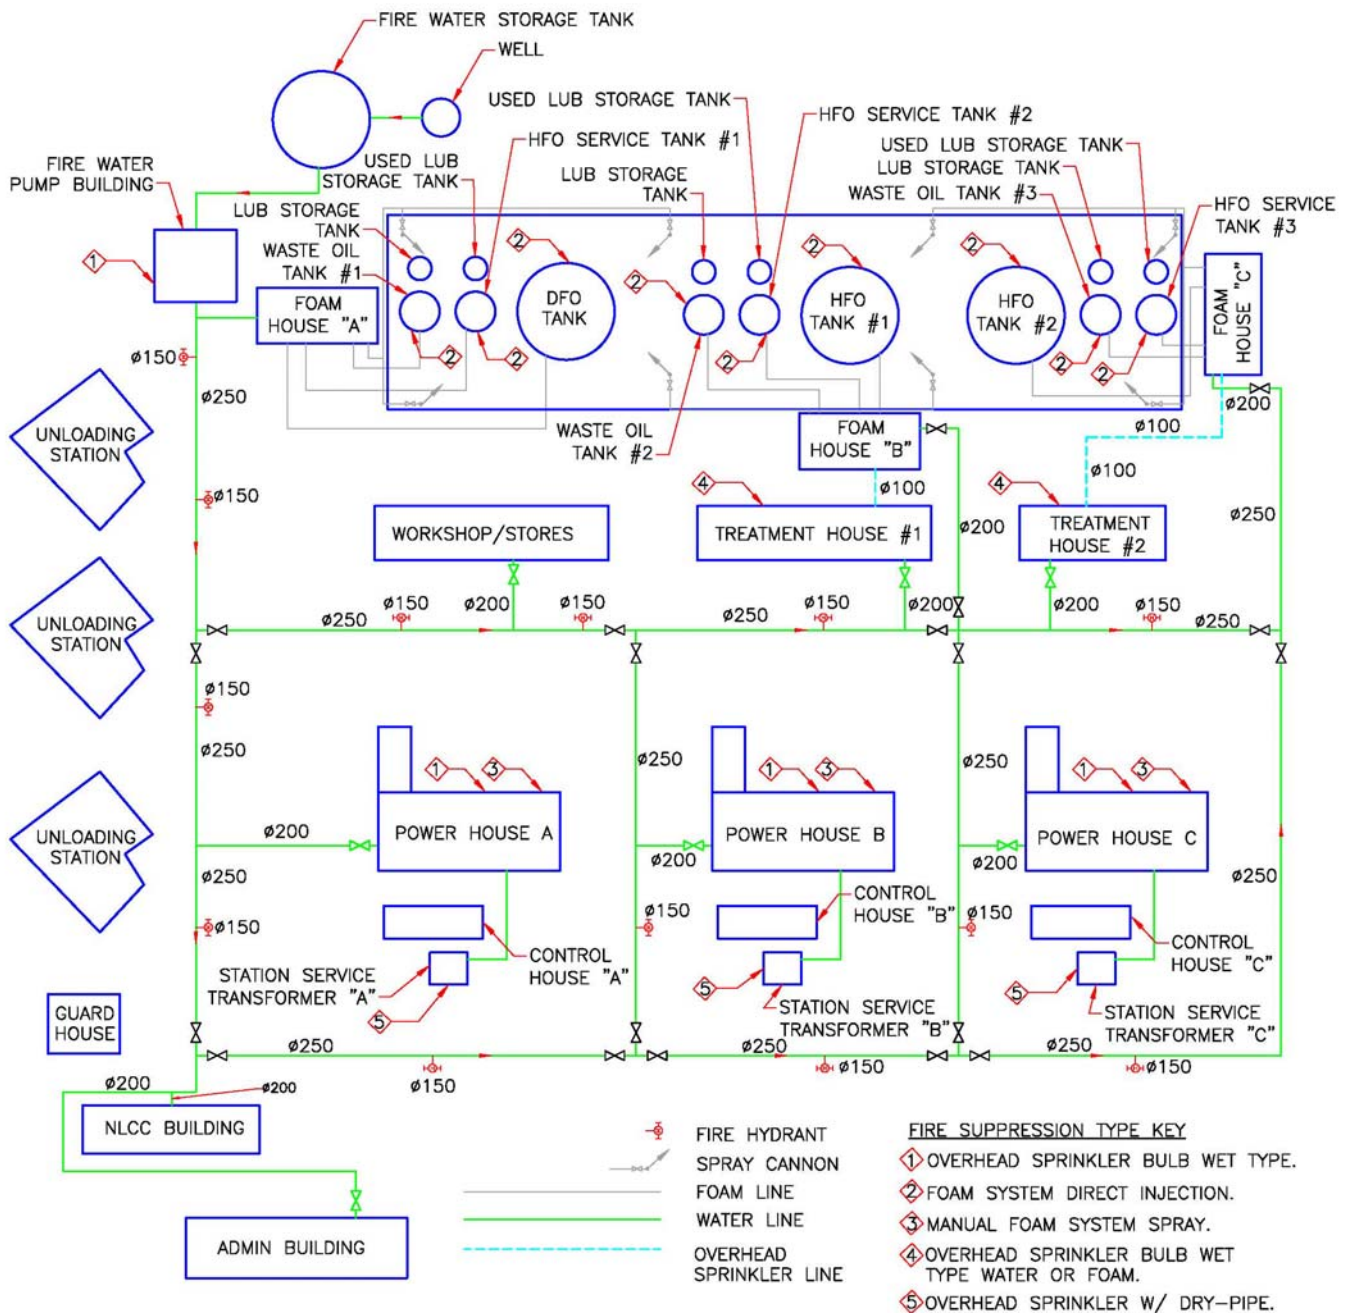 FIRE WATER STORAGE TANK
WELL
USED LUB STORAGE TANK
HFO SERVICE TANK #2
HFO SERVICE TANK #1
USED LUB STORAGE TANK
FIRE WATER
PUMP BUILDING
USED LUB
STORAGE TANK
LUB STORAGE
TANK
LUB STORAGE TANK
WASTE OIL TANK #3
HFO SERVICE
TANK #3
LUB STORAGE
TANK
WASTE OIL
TANK #1
1
2
2
2
2
FOAM
HOUSE "A"
DFO
TANK
HFO
TANK #1
HFO
TANK #2
FOAM
HOUSE "C"
2
2
2
2
2
ø150
ø250
ø200
ø100
UNLOADING
STATION
WASTE OIL
TANK #2
FOAM
HOUSE "B"
4
ø100
4
ø100
ø150
WORKSHOP/STORES
TREATMENT HOUSE #1
ø200
TREATMENT
HOUSE #2
ø250
UNLOADING
STATION
ø250
ø150
ø200
ø150
ø250
ø150
ø200
ø200
ø150
ø250
ø150
ø250
ø250
ø250
1
3
1
3
1
3
UNLOADING
STATION
ø200
POWER HOUSE A
POWER HOUSE B
POWER HOUSE C
ø200
ø200
ø250
ø250
ø150
ø150
CONTROL
HOUSE "B"
ø150
CONTROL
HOUSE "A"
CONTROL
HOUSE "C"
STATION SERVICE
TRANSFORMER "A"
5
5
5
STATION SERVICE
TRANSFORMER "B"
STATION SERVICE
TRANSFORMER "C"
GUARD
HOUSE
ø250
ø150
ø250
ø150
ø250
ø150
ø200
ø200
NLCC BUILDING
ADMIN BUILDING
FIRE HYDRANT
SPRAY CANNON
FOAM LINE
WATER LINE
OVERHEAD
SPRINKLER LINE
FIRE SUPPRESSION TYPE KEY
1 OVERHEAD SPRINKLER BULB WET TYPE.
2 FOAM SYSTEM DIRECT INJECTION.
3 MANUAL FOAM SYSTEM SPRAY.
4 OVERHEAD SPRINKLER BULB WET
TYPE WATER OR FOAM.
5 OVERHEAD SPRINKLER W/ DRY-PIPE.